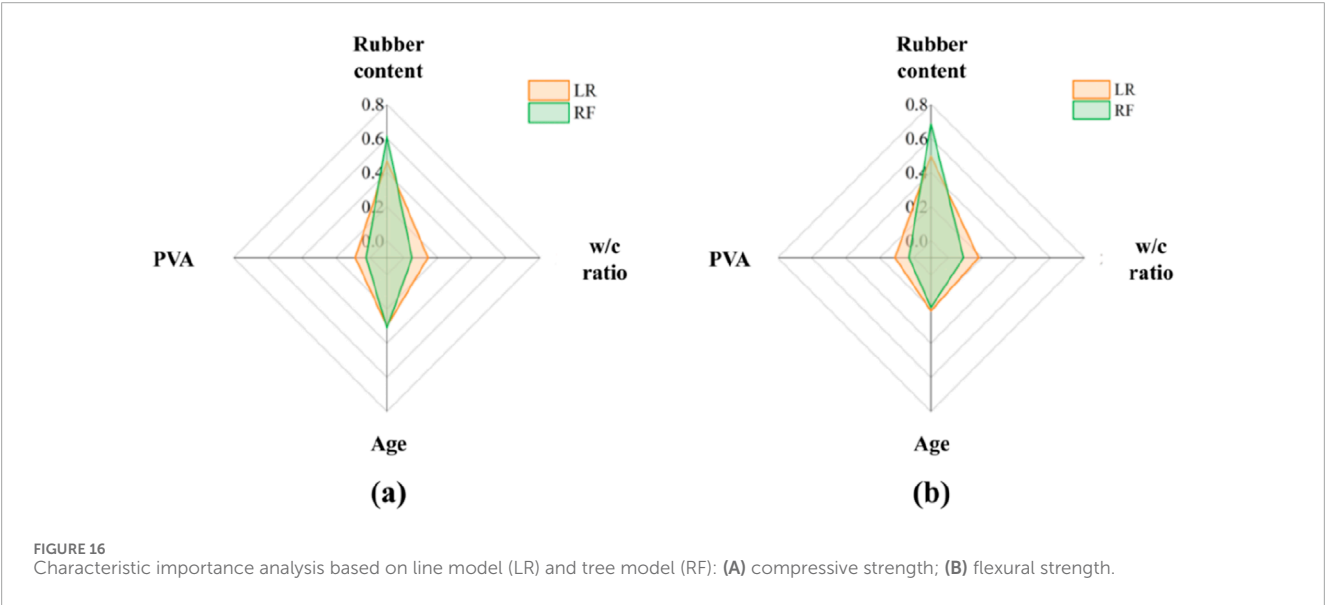 Rubber
content
LR
RF
0.8
0.6
0.4
0.2
0.0
PVA
w/c
ratio
Age
(a)
Rubber
content
LR
RF
0.8
0.6
0.4
0.2
0.0
PVA
w/c
ratio
Age
(b)
FIGURE 16
Characteristic importance analysis based on line model (LR) and tree model (RF): (A) compressive strength; (B) flexural strength.